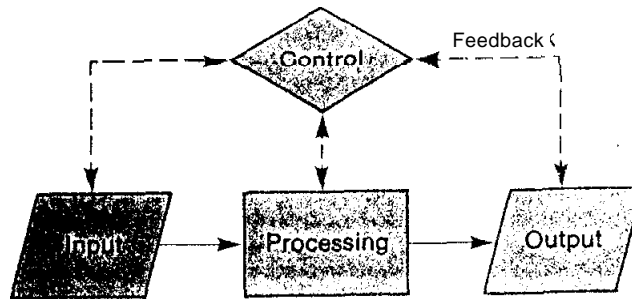 Feedback
Control
Input
Processing
Output